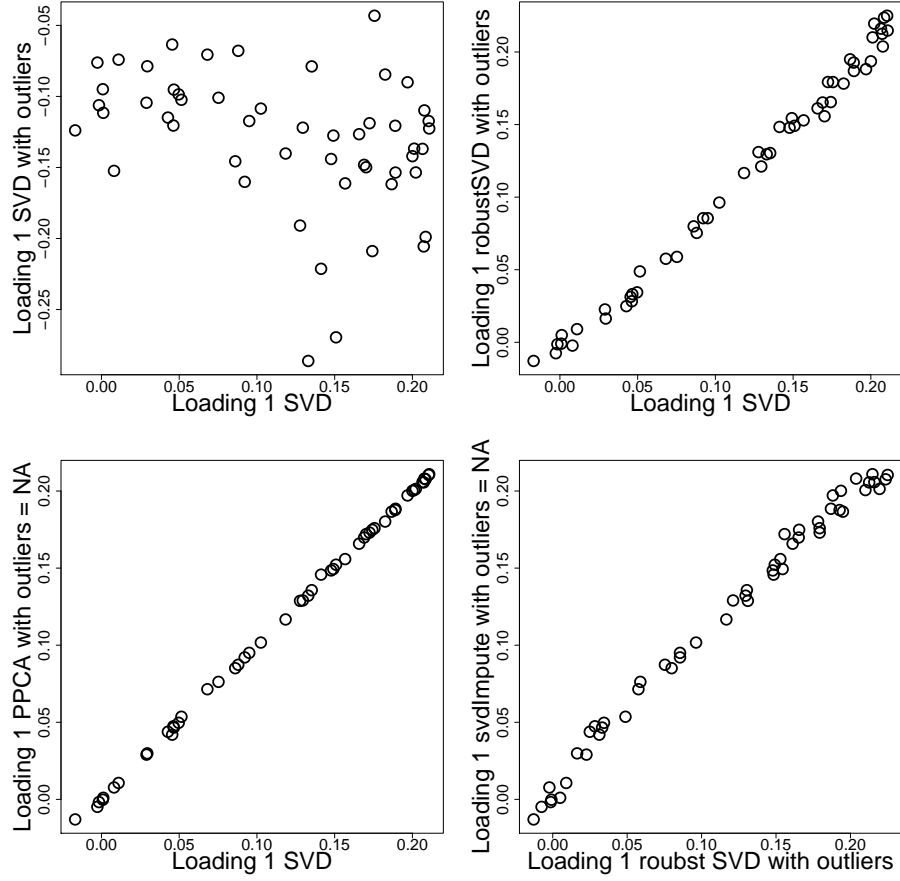 Loading 1 SVD with outliers
-0.05
-0.10
-0.15
-0.20
-0.25
0.00 0.05 0.10 0.15 0.20
Loading 1 SVD
Loading 1 robustSVD with outliers
0.20
0.15
0.10
0.05
0.00
0.00 0.05 0.10 0.15 0.20
Loading 1 SVD
Loading 1 PPCA with outliers = NA
0.20
0.15
0.10
0.05
0.00
0.00 0.05 0.10 0.15 0.20
Loading 1 SVD
Loading 1 svdImpute with outliers = NA
0.20
0.15
0.10
0.05
0.00
0.00 0.05 0.10 0.15 0.20
Loading 1 roubst SVD with outliers